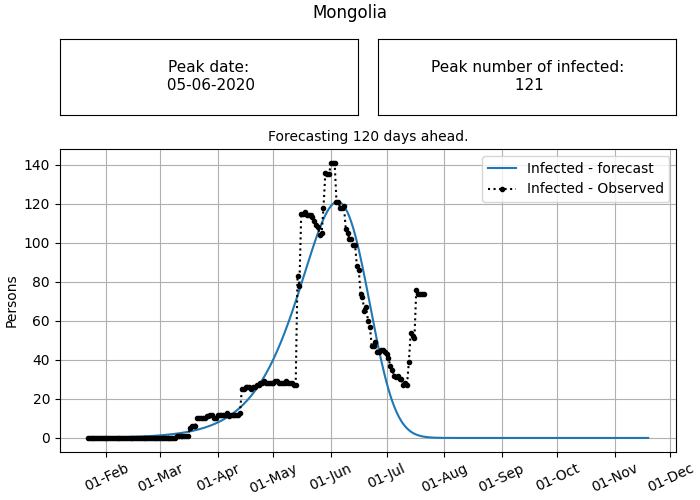 Mongolia
Peak date:
05-06-2020
Peak number of infected:
121
Forecasting 120 days ahead.
Infected - forecast
Infected - Observed
Persons
140
120
100
80
60
40
20
0
01-Feb
01-Mar
01-Apr
01-May
01-Jun
01-Jul
01-Aug
01-Sep
01-Oct
01-Nov
01-Dec